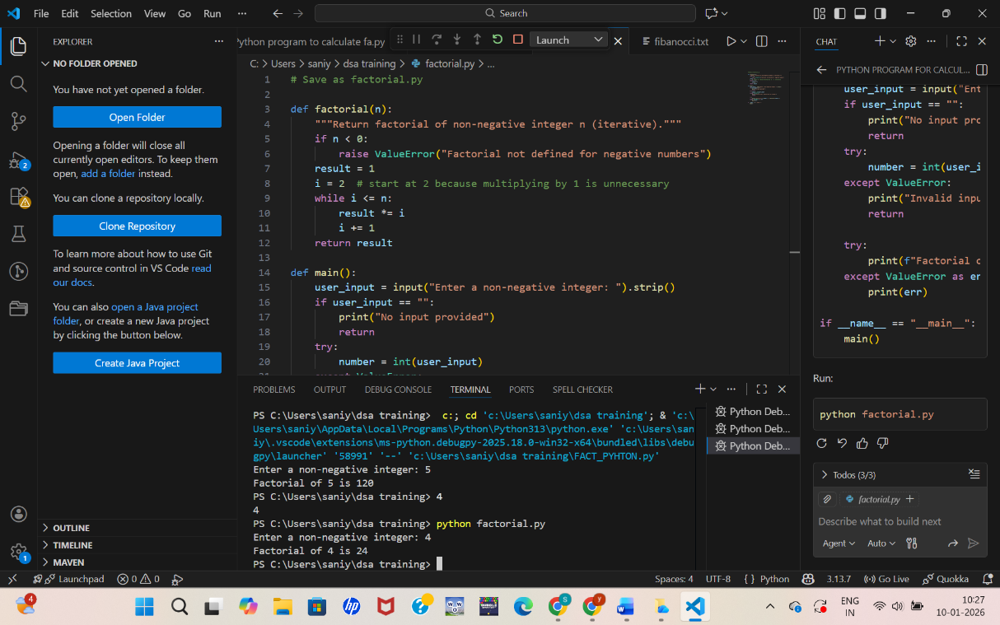 File Edit Selection View Go Run ··· Search
EXPLORER
NO FOLDER OPENED
You have not yet opened a folder.
Open Folder
Opening a folder will close all
currently open editors. To keep them
open, add a folder instead.
You can clone a repository locally.
Clone Repository
To learn more about how to use Git
and source control in VS Code read
our docs.
You can also open a Java project
folder, or create a new Java project
by clicking the button below.
Create Java Project
OUTLINE
TIMELINE
MAVEN
2
1
Python program to calculate fa.py
Launch
fibanocci.txt
C: > Users > saniy > dsa training > factorial.py > ...
1 # Save as factorial.py
2
3 def factorial(n):
4 """Return factorial of non-negative integer n (iterative)."""
5 if n < 0:
6 raise ValueError("Factorial not defined for negative numbers")
7 result = 1
8 i = 2 # start at 2 because multiplying by 1 is unnecessary
9 while i <= n:
10 result *= i
11 i += 1
12 return result
13
14 def main():
15 user_input = input("Enter a non-negative integer: ").strip()
16 if user_input == "":
17 print("No input provided")
18 return
19 try:
20 number = int(user_input)
PROBLEMS OUTPUT DEBUG CONSOLE TERMINAL PORTS SPELL CHECKER
PS C:\Users\saniy\dsa training> c:; cd 'c:\Users\saniy\dsa training'; & 'c:\
Users\saniy\AppData\Local\Programs\Python\Python313\python.exe' 'c:\Users\san
iy\.vscode\extensions\ms-python.debugpy-2025.18.0-win32-x64\bundled\libs\debu
gpy\launcher' '58991' '--' 'c:\Users\saniy\dsa training\FACT_PYHTON.py'
Enter a non-negative integer: 5
Factorial of 5 is 120
PS C:\Users\saniy\dsa training> 4
4
PS C:\Users\saniy\dsa training> python factorial.py
Enter a non-negative integer: 4
Factorial of 4 is 24
PS C:\Users\saniy\dsa training>
Python Deb...
Python Deb...
Python Deb...
CHAT
PYTHON PROGRAM FOR CALCUL...
user_input = input("Ent
if user_input == "":
print("No input pro
return
try:
number = int(user_i
except ValueError:
print("Invalid inpu
return
try:
print(f"Factorial o
except ValueError as er
print(err)
if __name__ == "__main__":
main()
Run:
python factorial.py
Todos (3/3)
factorial.py +
Describe what to build next
Agent Auto
Launchpad 0 0 Spaces: 4 UTF-8 { } Python 3.13.7 Go Live Quokka
4
S
Y
ENG
IN
10:27
10-01-2026